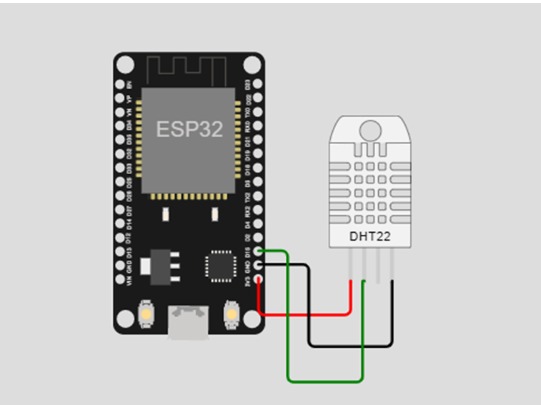 ESP32
DHT22
EN
VP
VN
D34
D35
D32
D33
D25
D26
D27
D14
D12
D13
GND
VIN
D23
D22
TX0
RX0
D21
D19
D18
D5
TX2
RX2
D4
D2
D15
GND
3V3